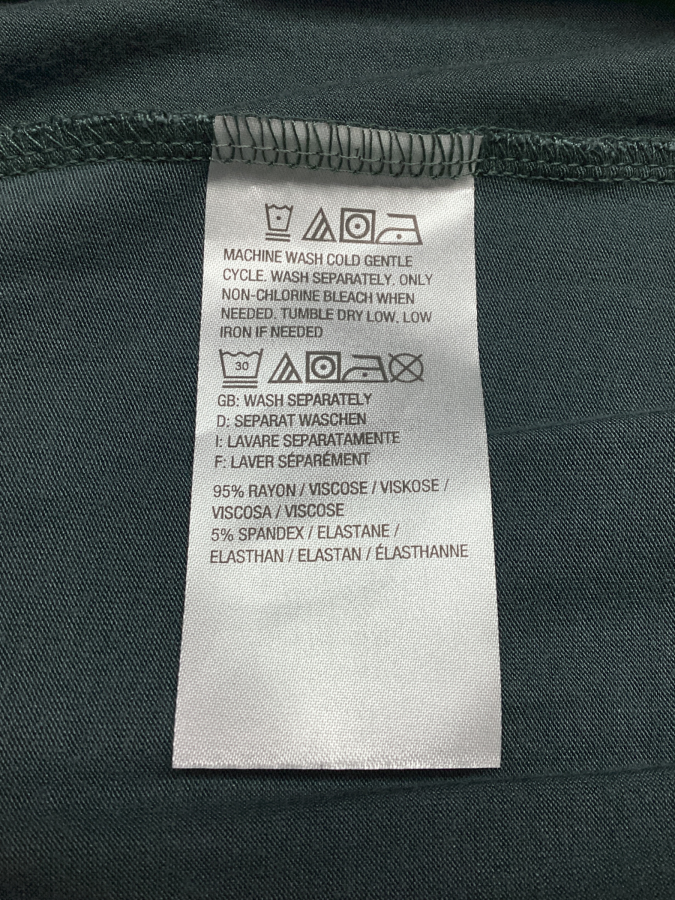 MACHINE WASH COLD GENTLE
CYCLE. WASH SEPARATELY. ONLY
NON-CHLORINE BLEACH WHEN
NEEDED. TUMBLE DRY LOW. LOW
IRON IF NEEDED
30
GB: WASH SEPARATELY
D: SEPARAT WASCHEN
I: LAVARE SEPARATAMENTE
F: LAVER SÉPARÉMENT
95% RAYON / VISCOSE / VISKOSE /
VISCOSA / VISCOSE
5% SPANDEX / ELASTANE /
ELASTHAN / ELASTAN / ÉLASTHANNE